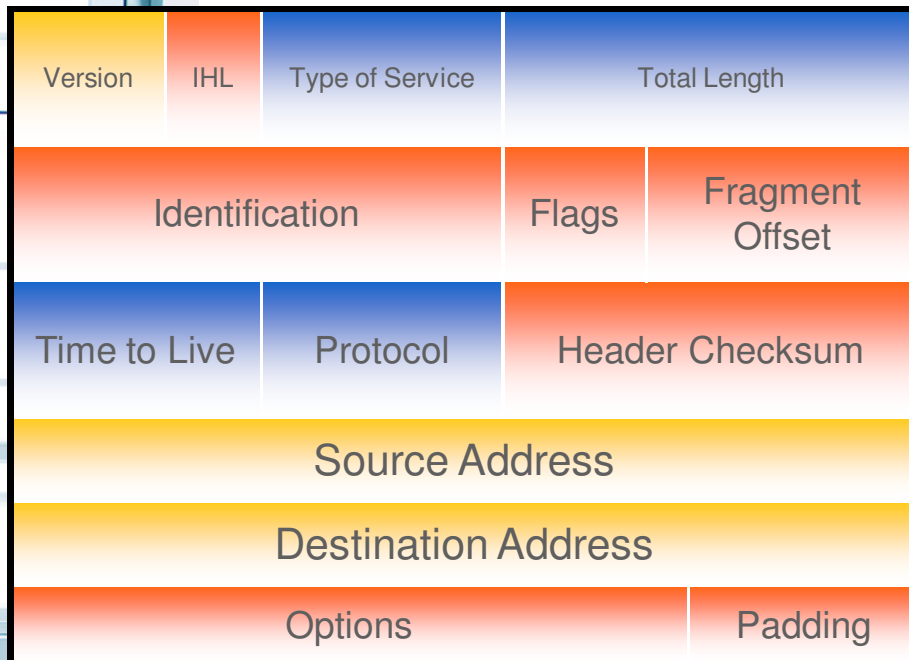 Version IHL Type of Service Total Length
Identification Flags Fragment Offset
Time to Live Protocol Header Checksum
Source Address
Destination Address
Options Padding